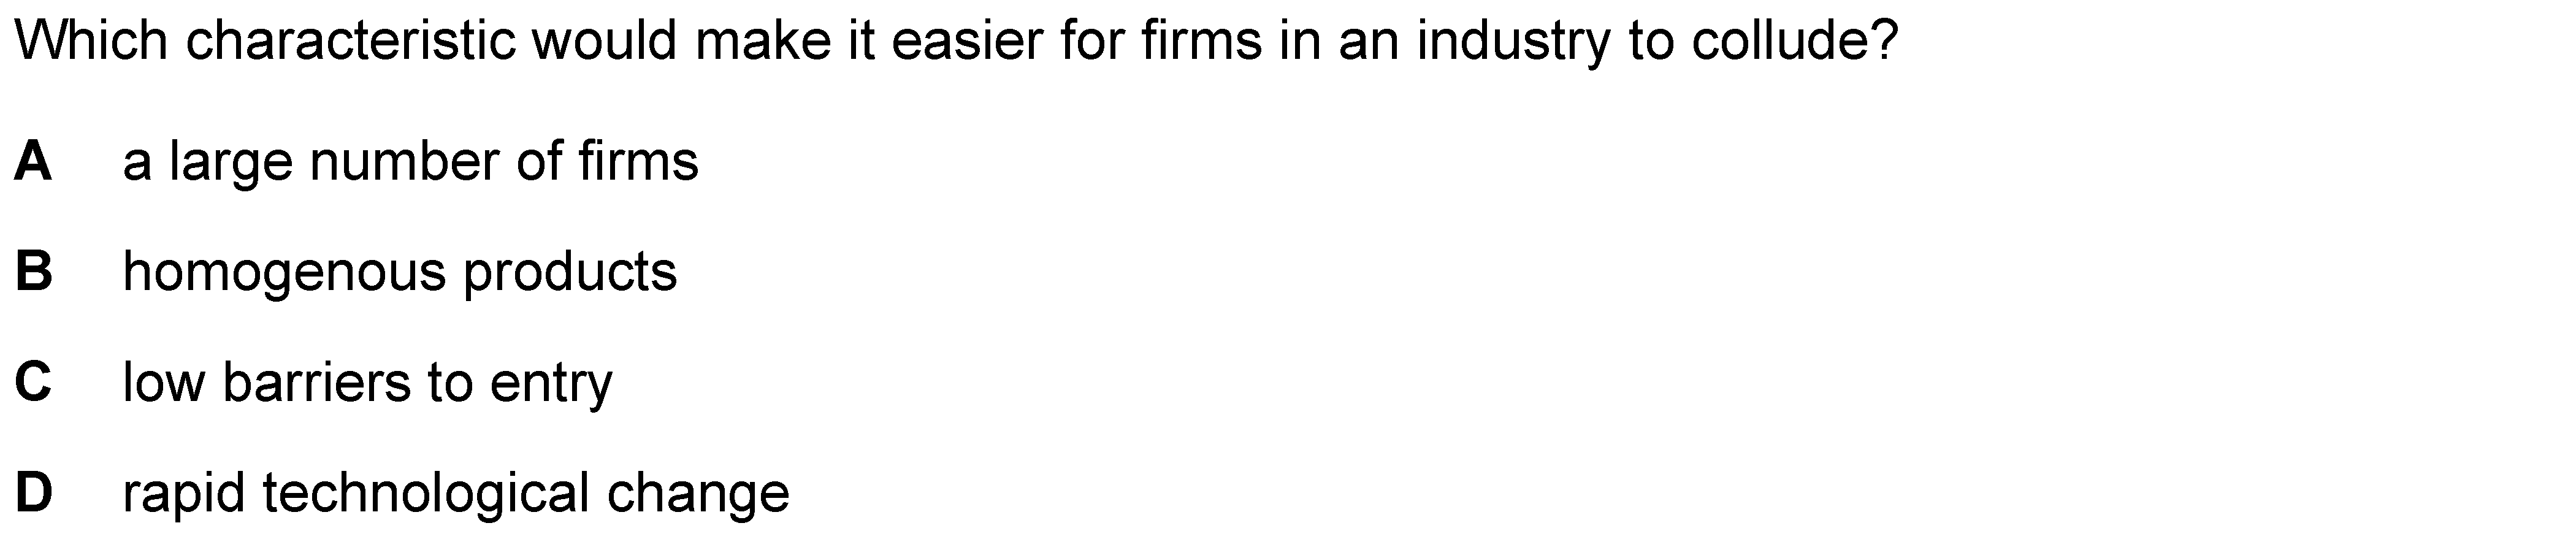 Which characteristic would make it easier for firms in an industry to collude?
A a large number of firms
B homogenous products
C low barriers to entry
D rapid technological change